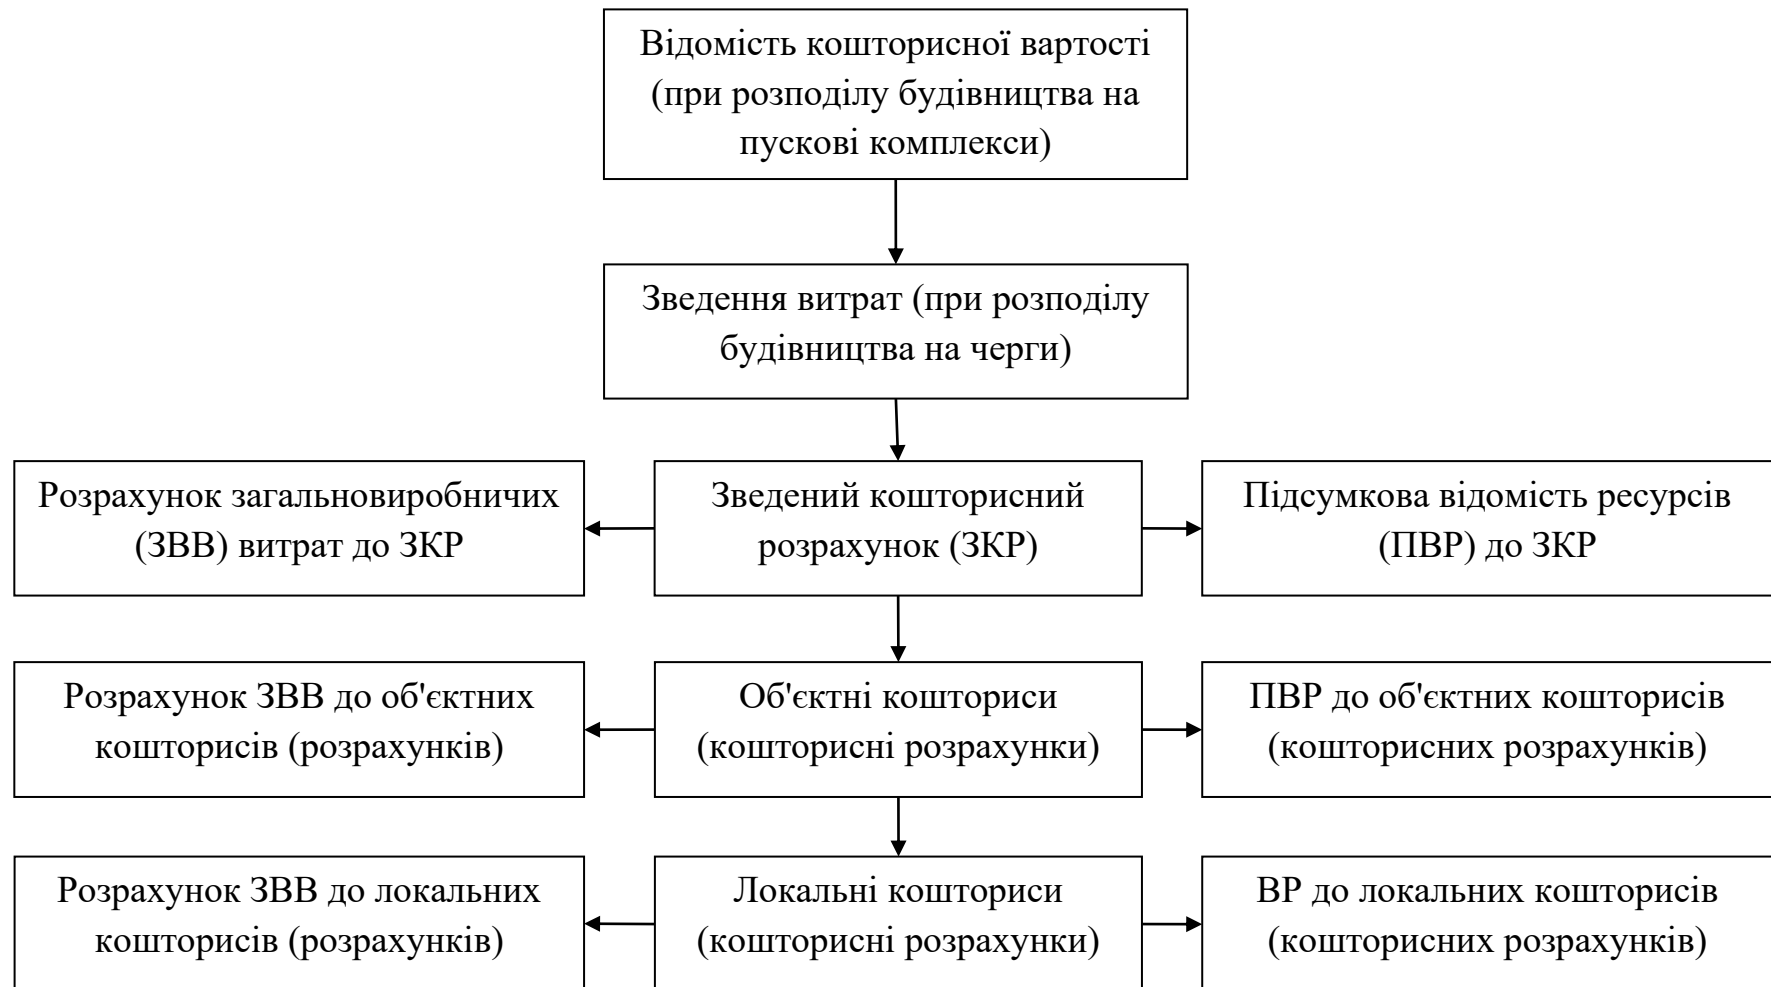 Відомість кошторисної вартості
(при розподілу будівництва на
пускові комплекси)
Зведення витрат (при розподілу
будівництва на черги)
Розрахунок загальновиробничих
(ЗВВ) витрат до ЗКР
Зведений кошторисний
розрахунок (ЗКР)
Підсумкова відомість ресурсів
(ПВР) до ЗКР
Розрахунок ЗВВ до об'єктних
кошторисів (розрахунків)
Об'єктні кошториси
(кошторисні розрахунки)
ПВР до об'єктних кошторисів
(кошторисних розрахунків)
Розрахунок ЗВВ до локальних
кошторисів (розрахунків)
Локальні кошториси
(кошторисні розрахунки)
ВР до локальних кошторисів
(кошторисних розрахунків)